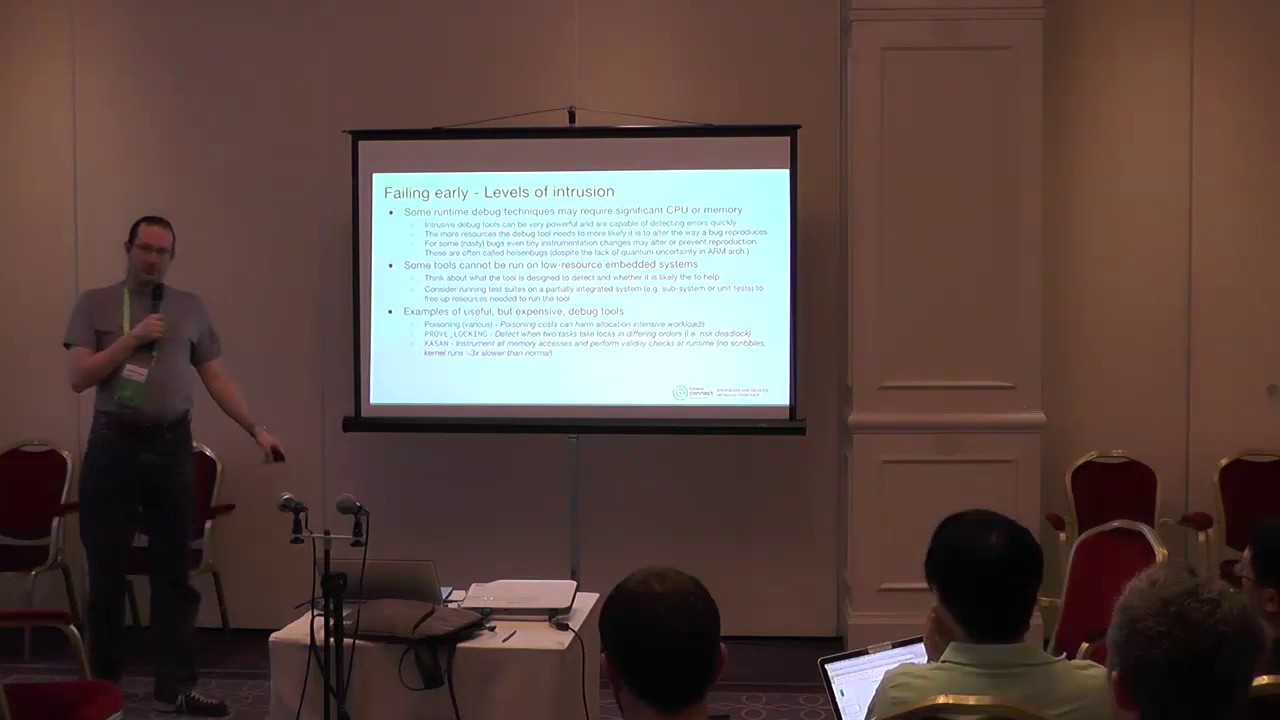 Failing early - Levels of intrusion
● Some runtime debug techniques may require significant CPU or memory
○ Intrusive debug tools can be very powerful and are capable of detecting errors quickly
○ The more resources the debug tool needs to more likely it is to alter the way a bug reproduces
○ For some (nasty) bugs even tiny instrumentation changes may alter or prevent reproduction.
These are often called heisenbugs (despite the lack of quantum uncertainty in ARM arch.)
● Some tools cannot be run on low-resource embedded systems
○ Think about what the tool is designed to detect and whether it is likely the to help
○ Consider running test suites on a partially integrated system (e.g. sub-system or unit tests) to
free up resources needed to run the tool
● Examples of useful, but expensive, debug tools
○ Poisoning (various) - Poisoning costs can harm allocation intensive workloads
○ PROVE_LOCKING - Detect when two tasks take locks in differing orders (i.e. risk deadlock)
○ KASAN - Instrument all memory accesses and perform validity checks at runtime (no scribbles,
kernel runs ~3x slower than normal)
connect